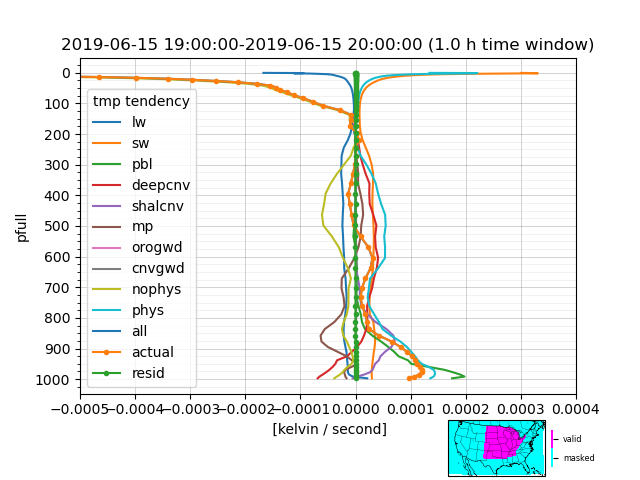 2019-06-15 19:00:00-2019-06-15 20:00:00 (1.0 h time window)
tmp tendency
lw
sw
pbl
deepcnv
shalcnv
mp
orogwd
cnvgwd
nophys
phys
all
actual
resid
pfull
0
100
200
300
400
500
600
700
800
900
1000
−0.0005 −0.0004 −0.0003 −0.0002 −0.0001 0.0000 0.0001 0.0002 0.0003 0.0004
[kelvin / second]
valid
masked